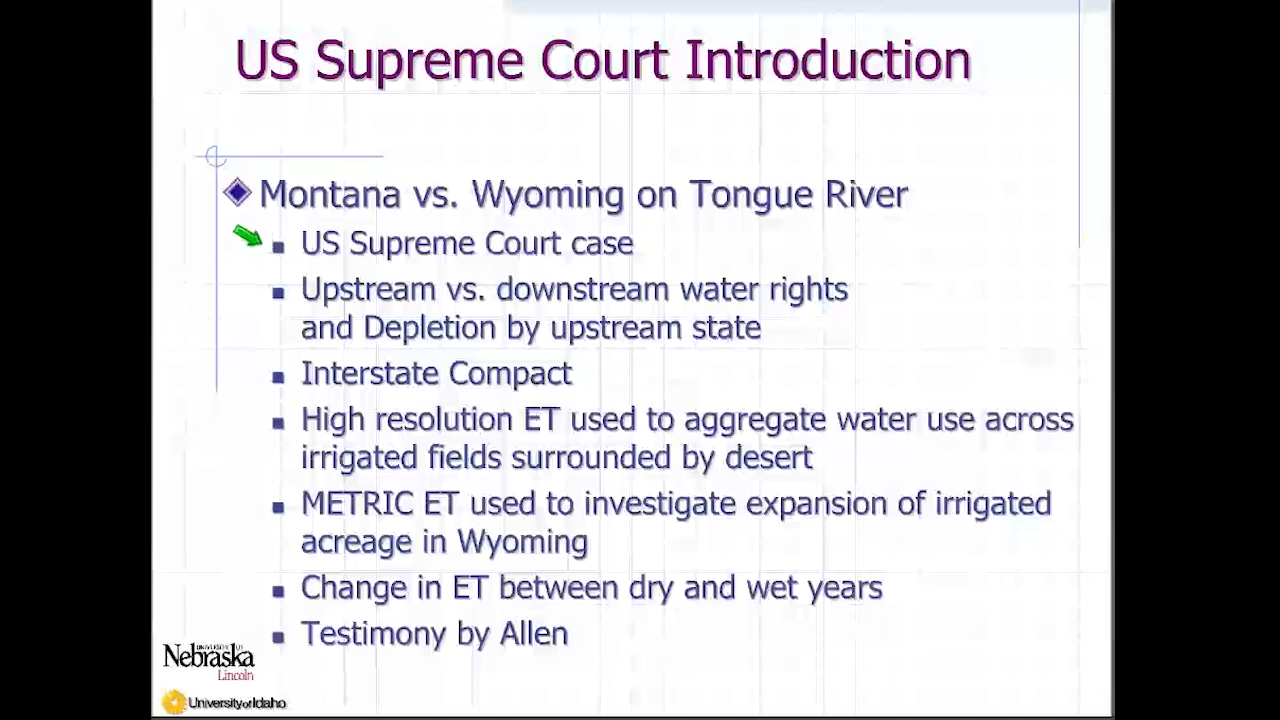 US Supreme Court Introduction
Montana vs. Wyoming on Tongue River
US Supreme Court case
Upstream vs. downstream water rights
and Depletion by upstream state
Interstate Compact
High resolution ET used to aggregate water use across
irrigated fields surrounded by desert
METRIC ET used to investigate expansion of irrigated
acreage in Wyoming
Change in ET between dry and wet years
Testimony by Allen
UNIVERSITY OF
Nebraska
Lincoln
University of Idaho